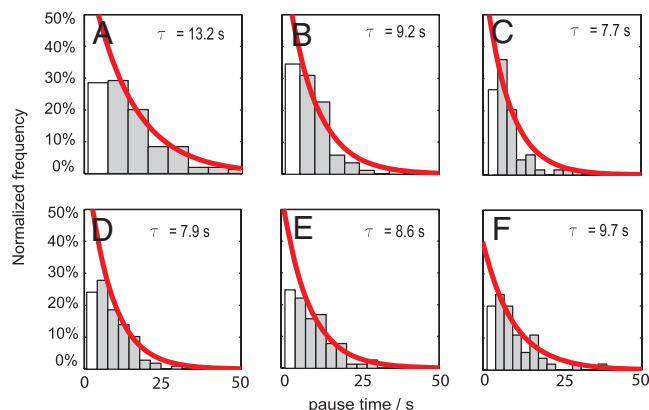 50%
40%
30%
20%
10%
0%
A
τ = 13.2 s
B
τ = 9.2 s
C
τ = 7.7 s
Normalized frequency
50%
40%
30%
20%
10%
0%
D
τ = 7.9 s
E
τ = 8.6 s
F
τ = 9.7 s
0 25 50
0 25 50
0 25 50
pause time / s